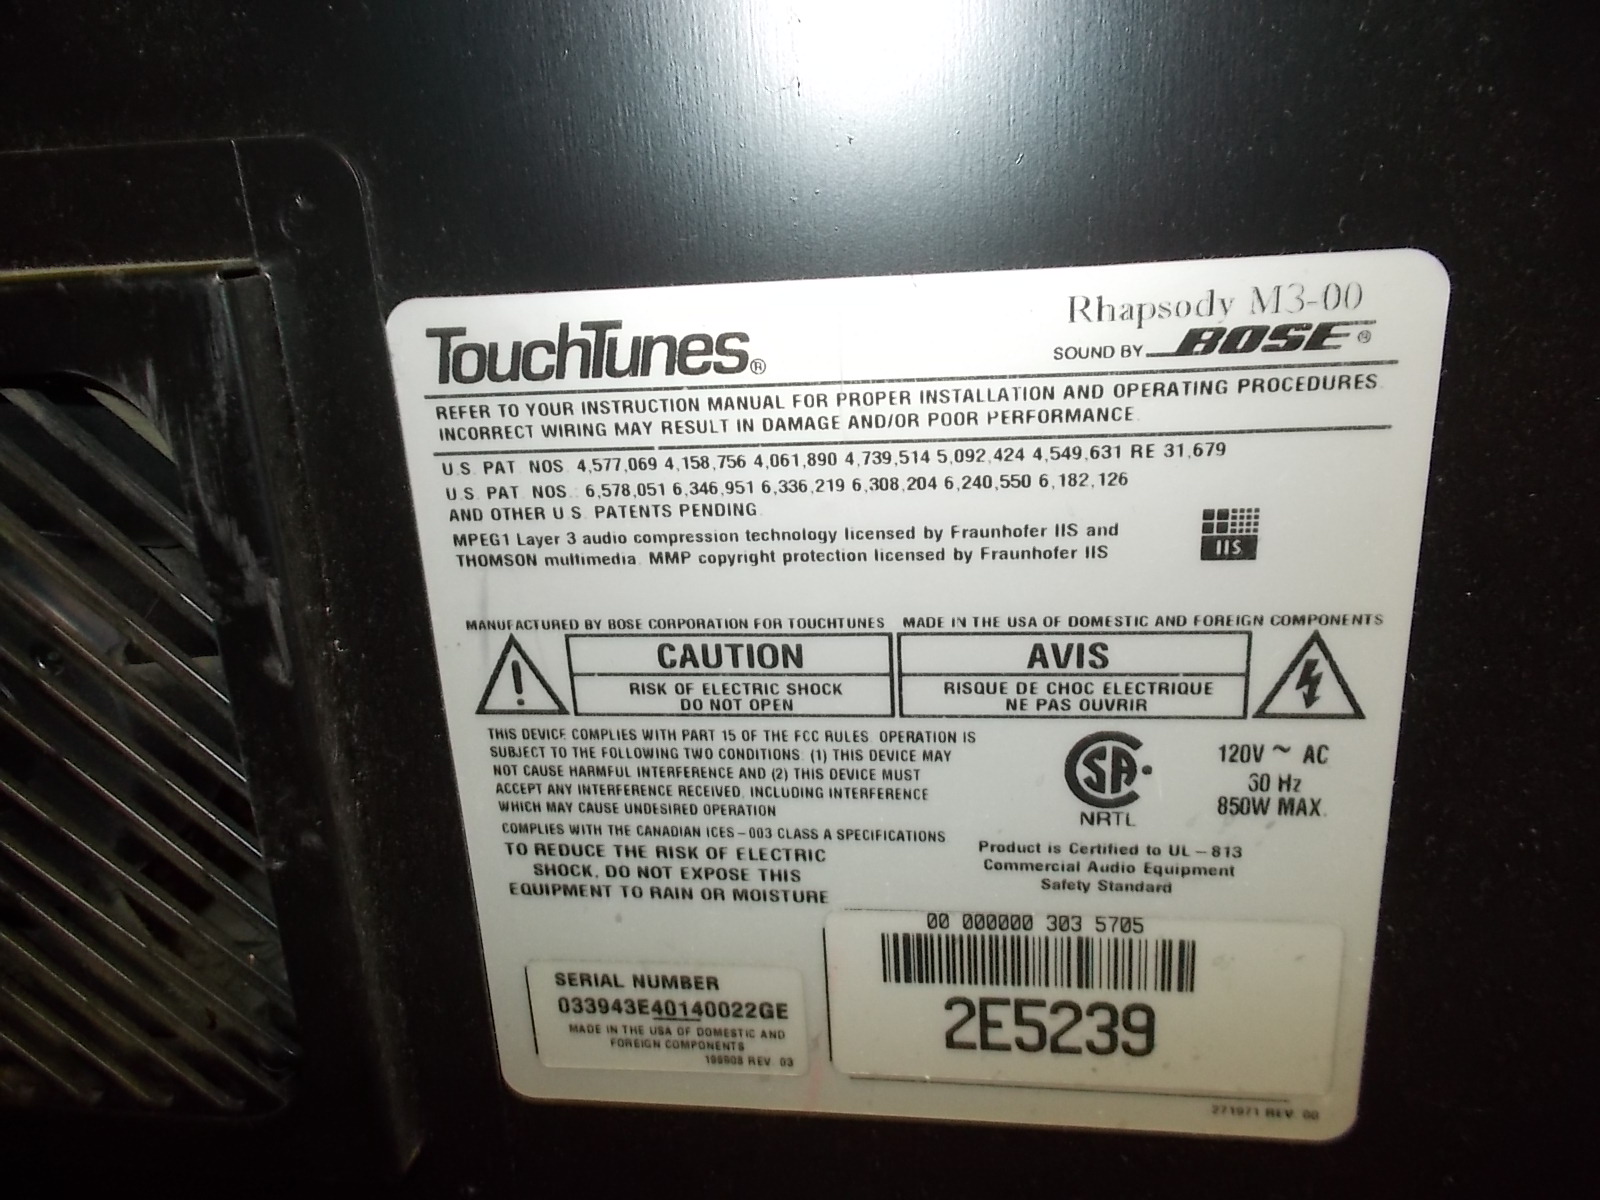 Rhapsody M3-00
TouchTunes®
SOUND BY BOSE®
REFER TO YOUR INSTRUCTION MANUAL FOR PROPER INSTALLATION AND OPERATING PROCEDURES.
INCORRECT WIRING MAY RESULT IN DAMAGE AND/OR POOR PERFORMANCE.
U.S. PAT. NOS. 4,577,069 4,158,756 4,061,890 4,739,514 5,092,424 4,549,631 RE 31,679
U.S. PAT. NOS.: 6,578,051 6,346,951 6,336,219 6,308,204 6,240,550 6,182,126
AND OTHER U.S. PATENTS PENDING.
MPEG1 Layer 3 audio compression technology licensed by Fraunhofer IIS and
THOMSON multimedia. MMP copyright protection licensed by Fraunhofer IIS
IIS
MANUFACTURED BY BOSE CORPORATION FOR TOUCHTUNES MADE IN THE USA OF DOMESTIC AND FOREIGN COMPONENTS
CAUTION
RISK OF ELECTRIC SHOCK
DO NOT OPEN
AVIS
RISQUE DE CHOC ELECTRIQUE
NE PAS OUVRIR
THIS DEVICE COMPLIES WITH PART 15 OF THE FCC RULES. OPERATION IS
SUBJECT TO THE FOLLOWING TWO CONDITIONS: (1) THIS DEVICE MAY
NOT CAUSE HARMFUL INTERFERENCE AND (2) THIS DEVICE MUST
ACCEPT ANY INTERFERENCE RECEIVED, INCLUDING INTERFERENCE
WHICH MAY CAUSE UNDESIRED OPERATION
COMPLIES WITH THE CANADIAN ICES-003 CLASS A SPECIFICATIONS
TO REDUCE THE RISK OF ELECTRIC
SHOCK, DO NOT EXPOSE THIS
EQUIPMENT TO RAIN OR MOISTURE
SA
NRTL
120V ~ AC
60 Hz
850W MAX.
Product is Certified to UL-813
Commercial Audio Equipment
Safety Standard
SERIAL NUMBER
033943E40140022GE
MADE IN THE USA OF DOMESTIC AND
FOREIGN COMPONENTS
REV. 03
00 000000 303 5705
2E5239
271971 REV. 00